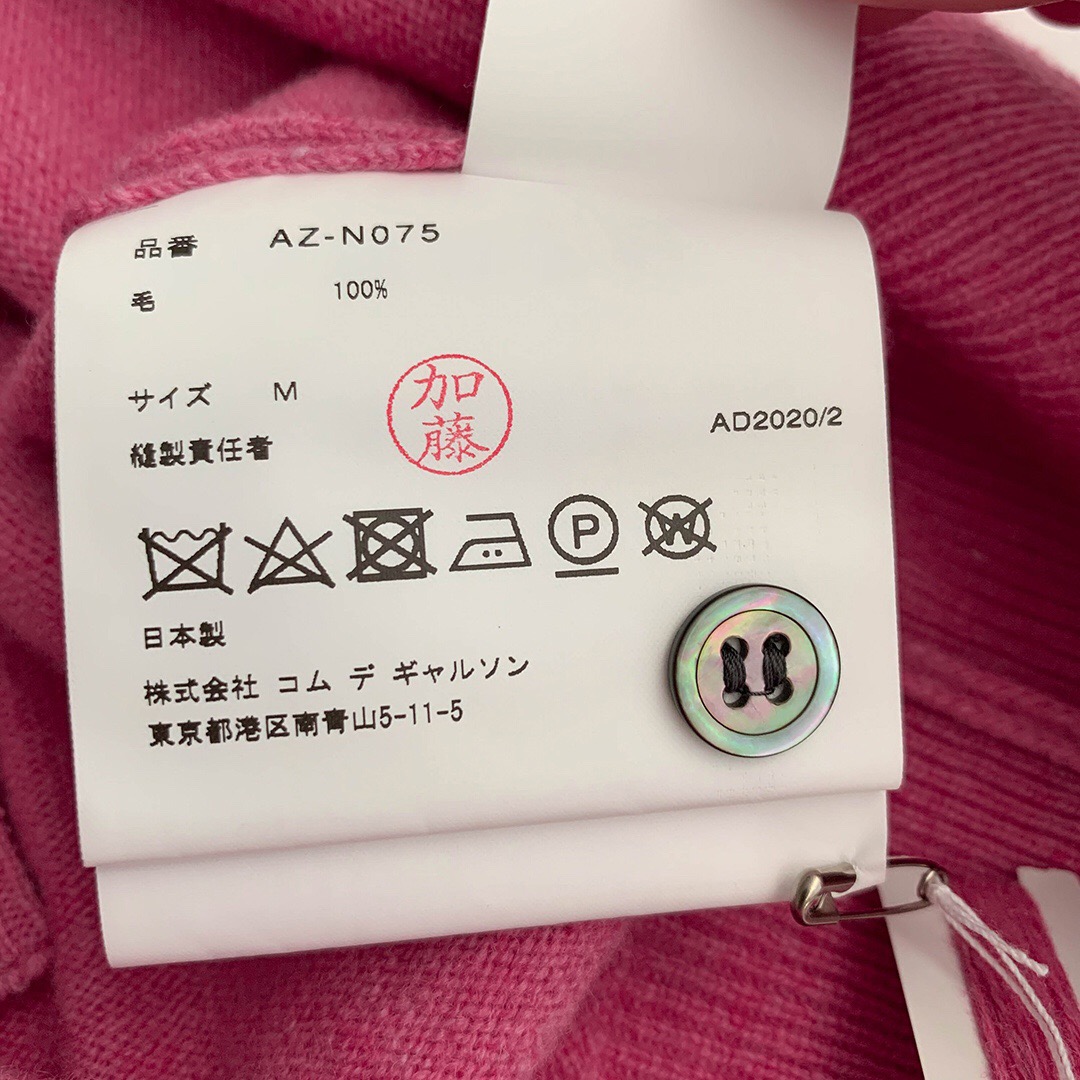 品番 AZ-N075
毛 100%
サイズ M
加藤
縫製責任者
AD2020/2
P
W
日本製
株式会社 コム デ ギャルソン
東京都港区南青山5-11-5